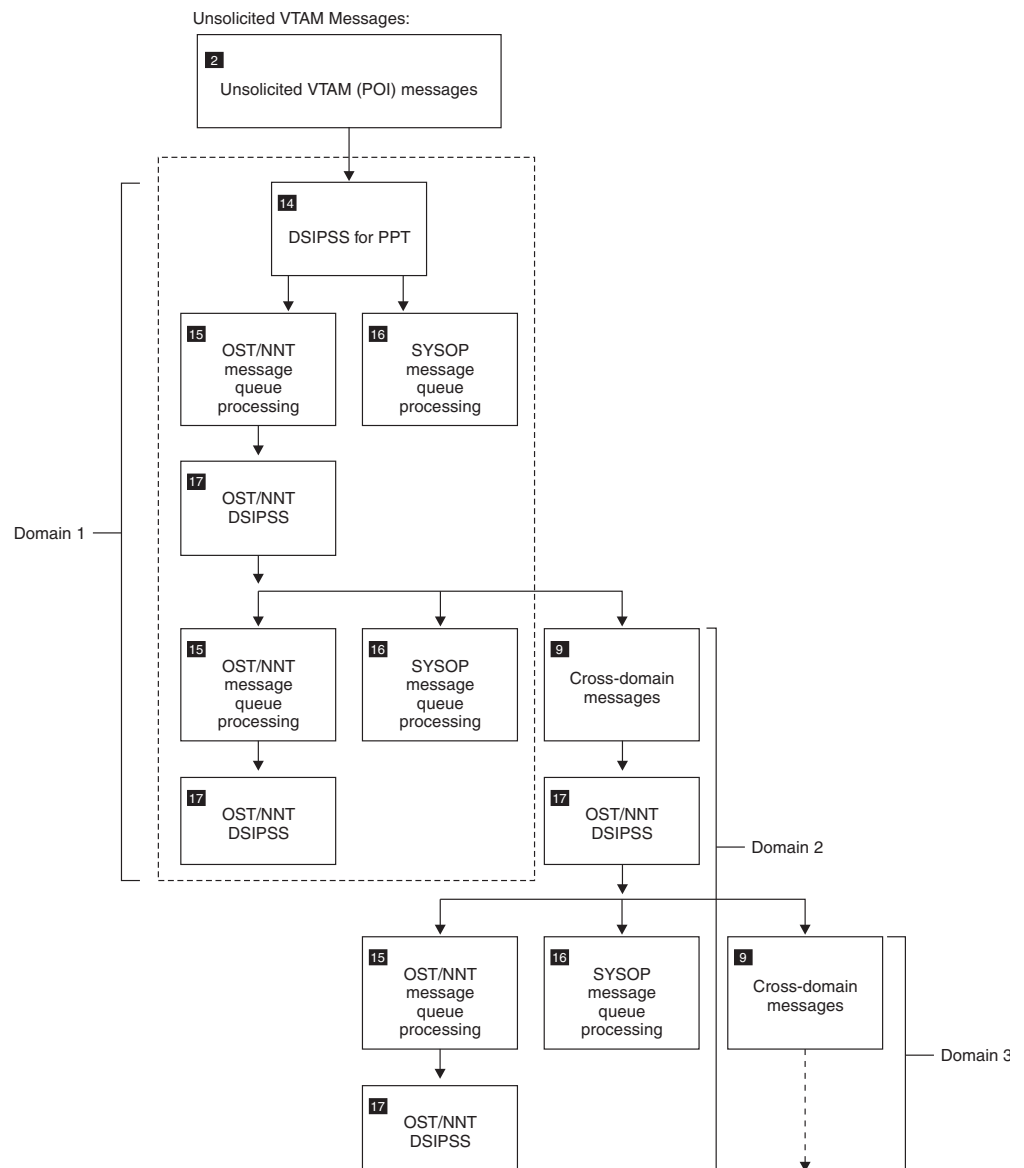 Unsolicited VTAM Messages:
2
Unsolicited VTAM (POI) messages
14
DSIPSS for PPT
15
OST/NNT
message
queue
processing
16
SYSOP
message
queue
processing
17
OST/NNT
DSIPSS
Domain 1
15
OST/NNT
message
queue
processing
16
SYSOP
message
queue
processing
9
Cross-domain
messages
17
OST/NNT
DSIPSS
17
OST/NNT
DSIPSS
Domain 2
15
OST/NNT
message
queue
processing
16
SYSOP
message
queue
processing
9
Cross-domain
messages
Domain 3
17
OST/NNT
DSIPSS